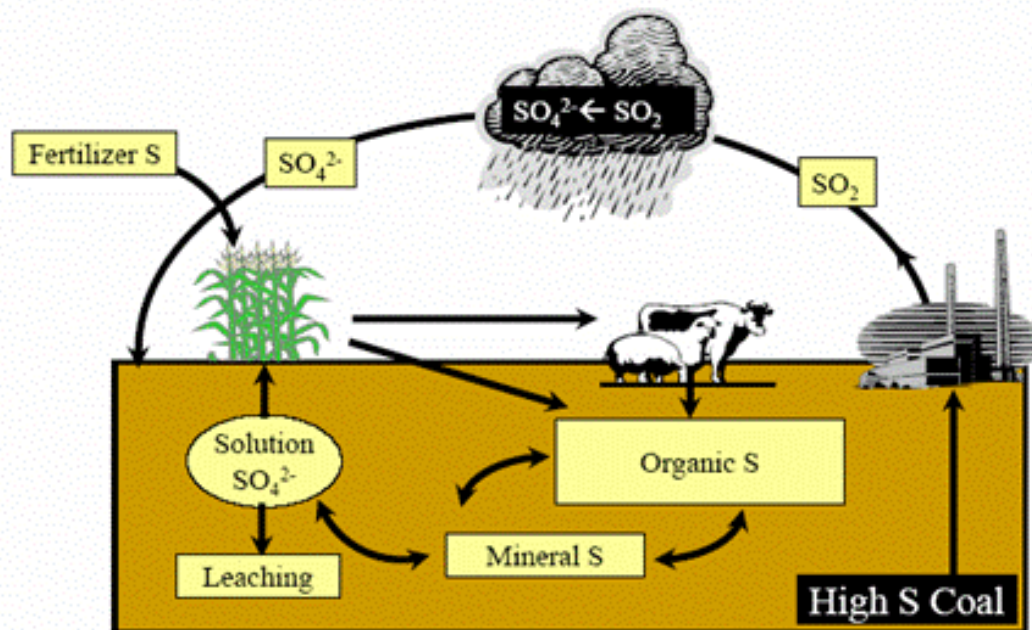 SO₄²⁻ ← SO₂
Fertilizer S
SO₄²⁻
SO₂
Solution
SO₄²⁻
Organic S
Mineral S
Leaching
High S Coal